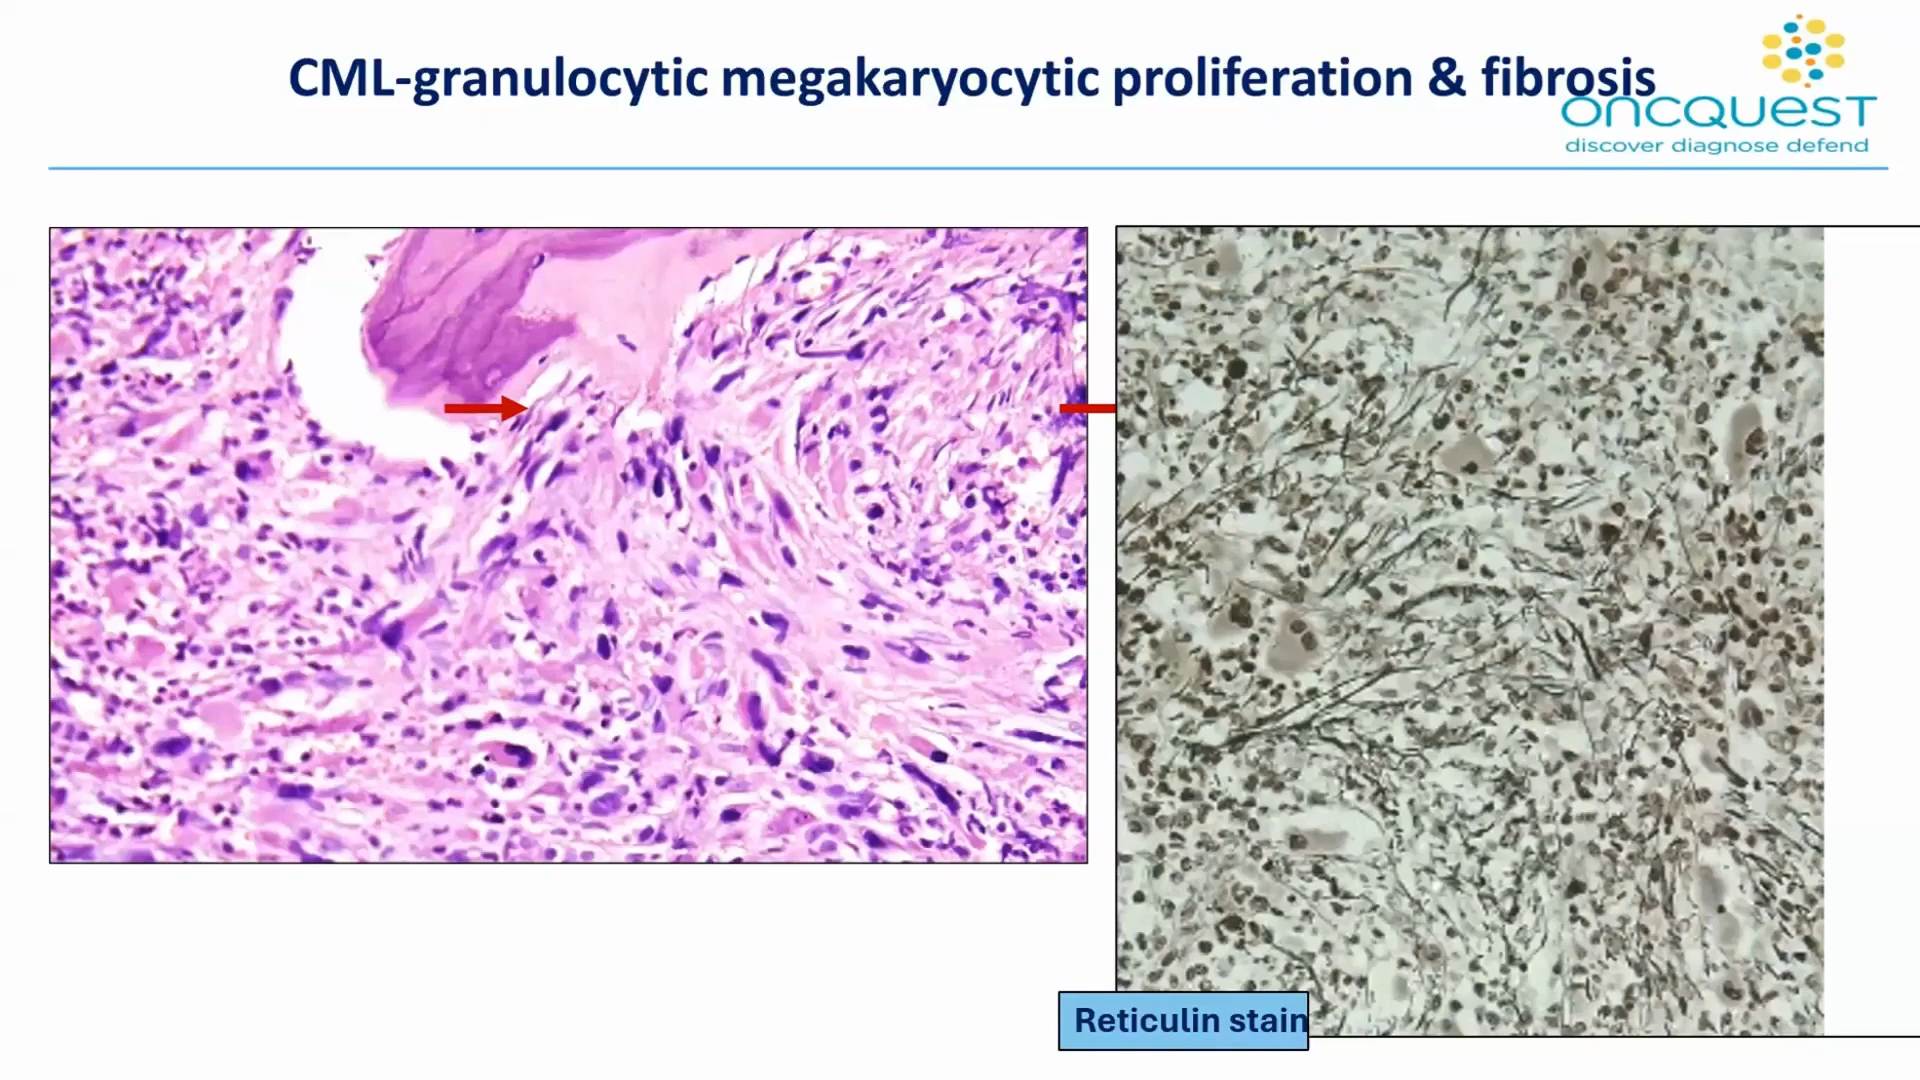 CML-granulocytic megakaryocytic proliferation & fibrosis
oncquest
discover diagnose defend
Reticulin stain